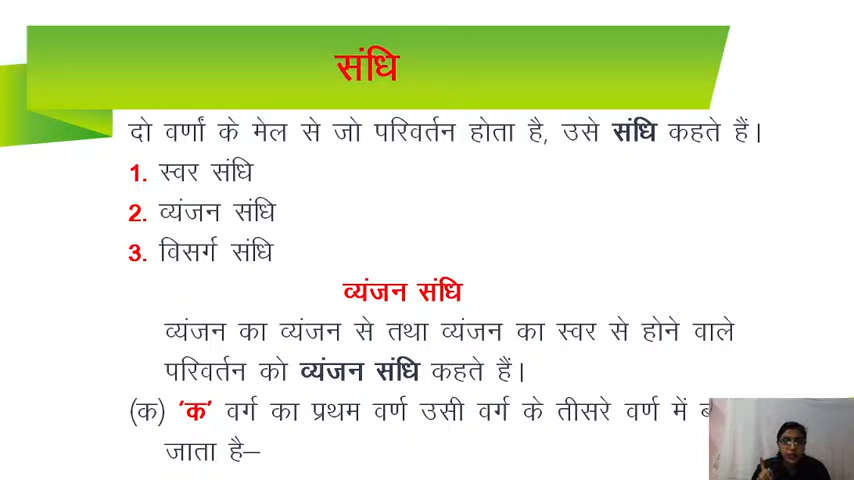 संधि
दो वर्णों के मेल से जो परिवर्तन होता है, उसे संधि कहते हैं।
1. स्वर संधि
2. व्यंजन संधि
3. विसर्ग संधि
व्यंजन संधि
व्यंजन का व्यंजन से तथा व्यंजन का स्वर से होने वाले
परिवर्तन को व्यंजन संधि कहते हैं।
(क) ‘क’ वर्ग का प्रथम वर्ण उसी वर्ग के तीसरे वर्ण में
जाता है–